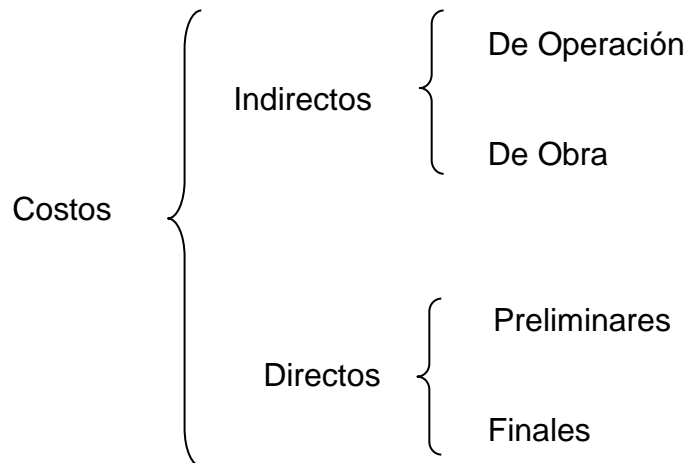 De Operación
Indirectos
De Obra
Costos
Preliminares
Directos
Finales